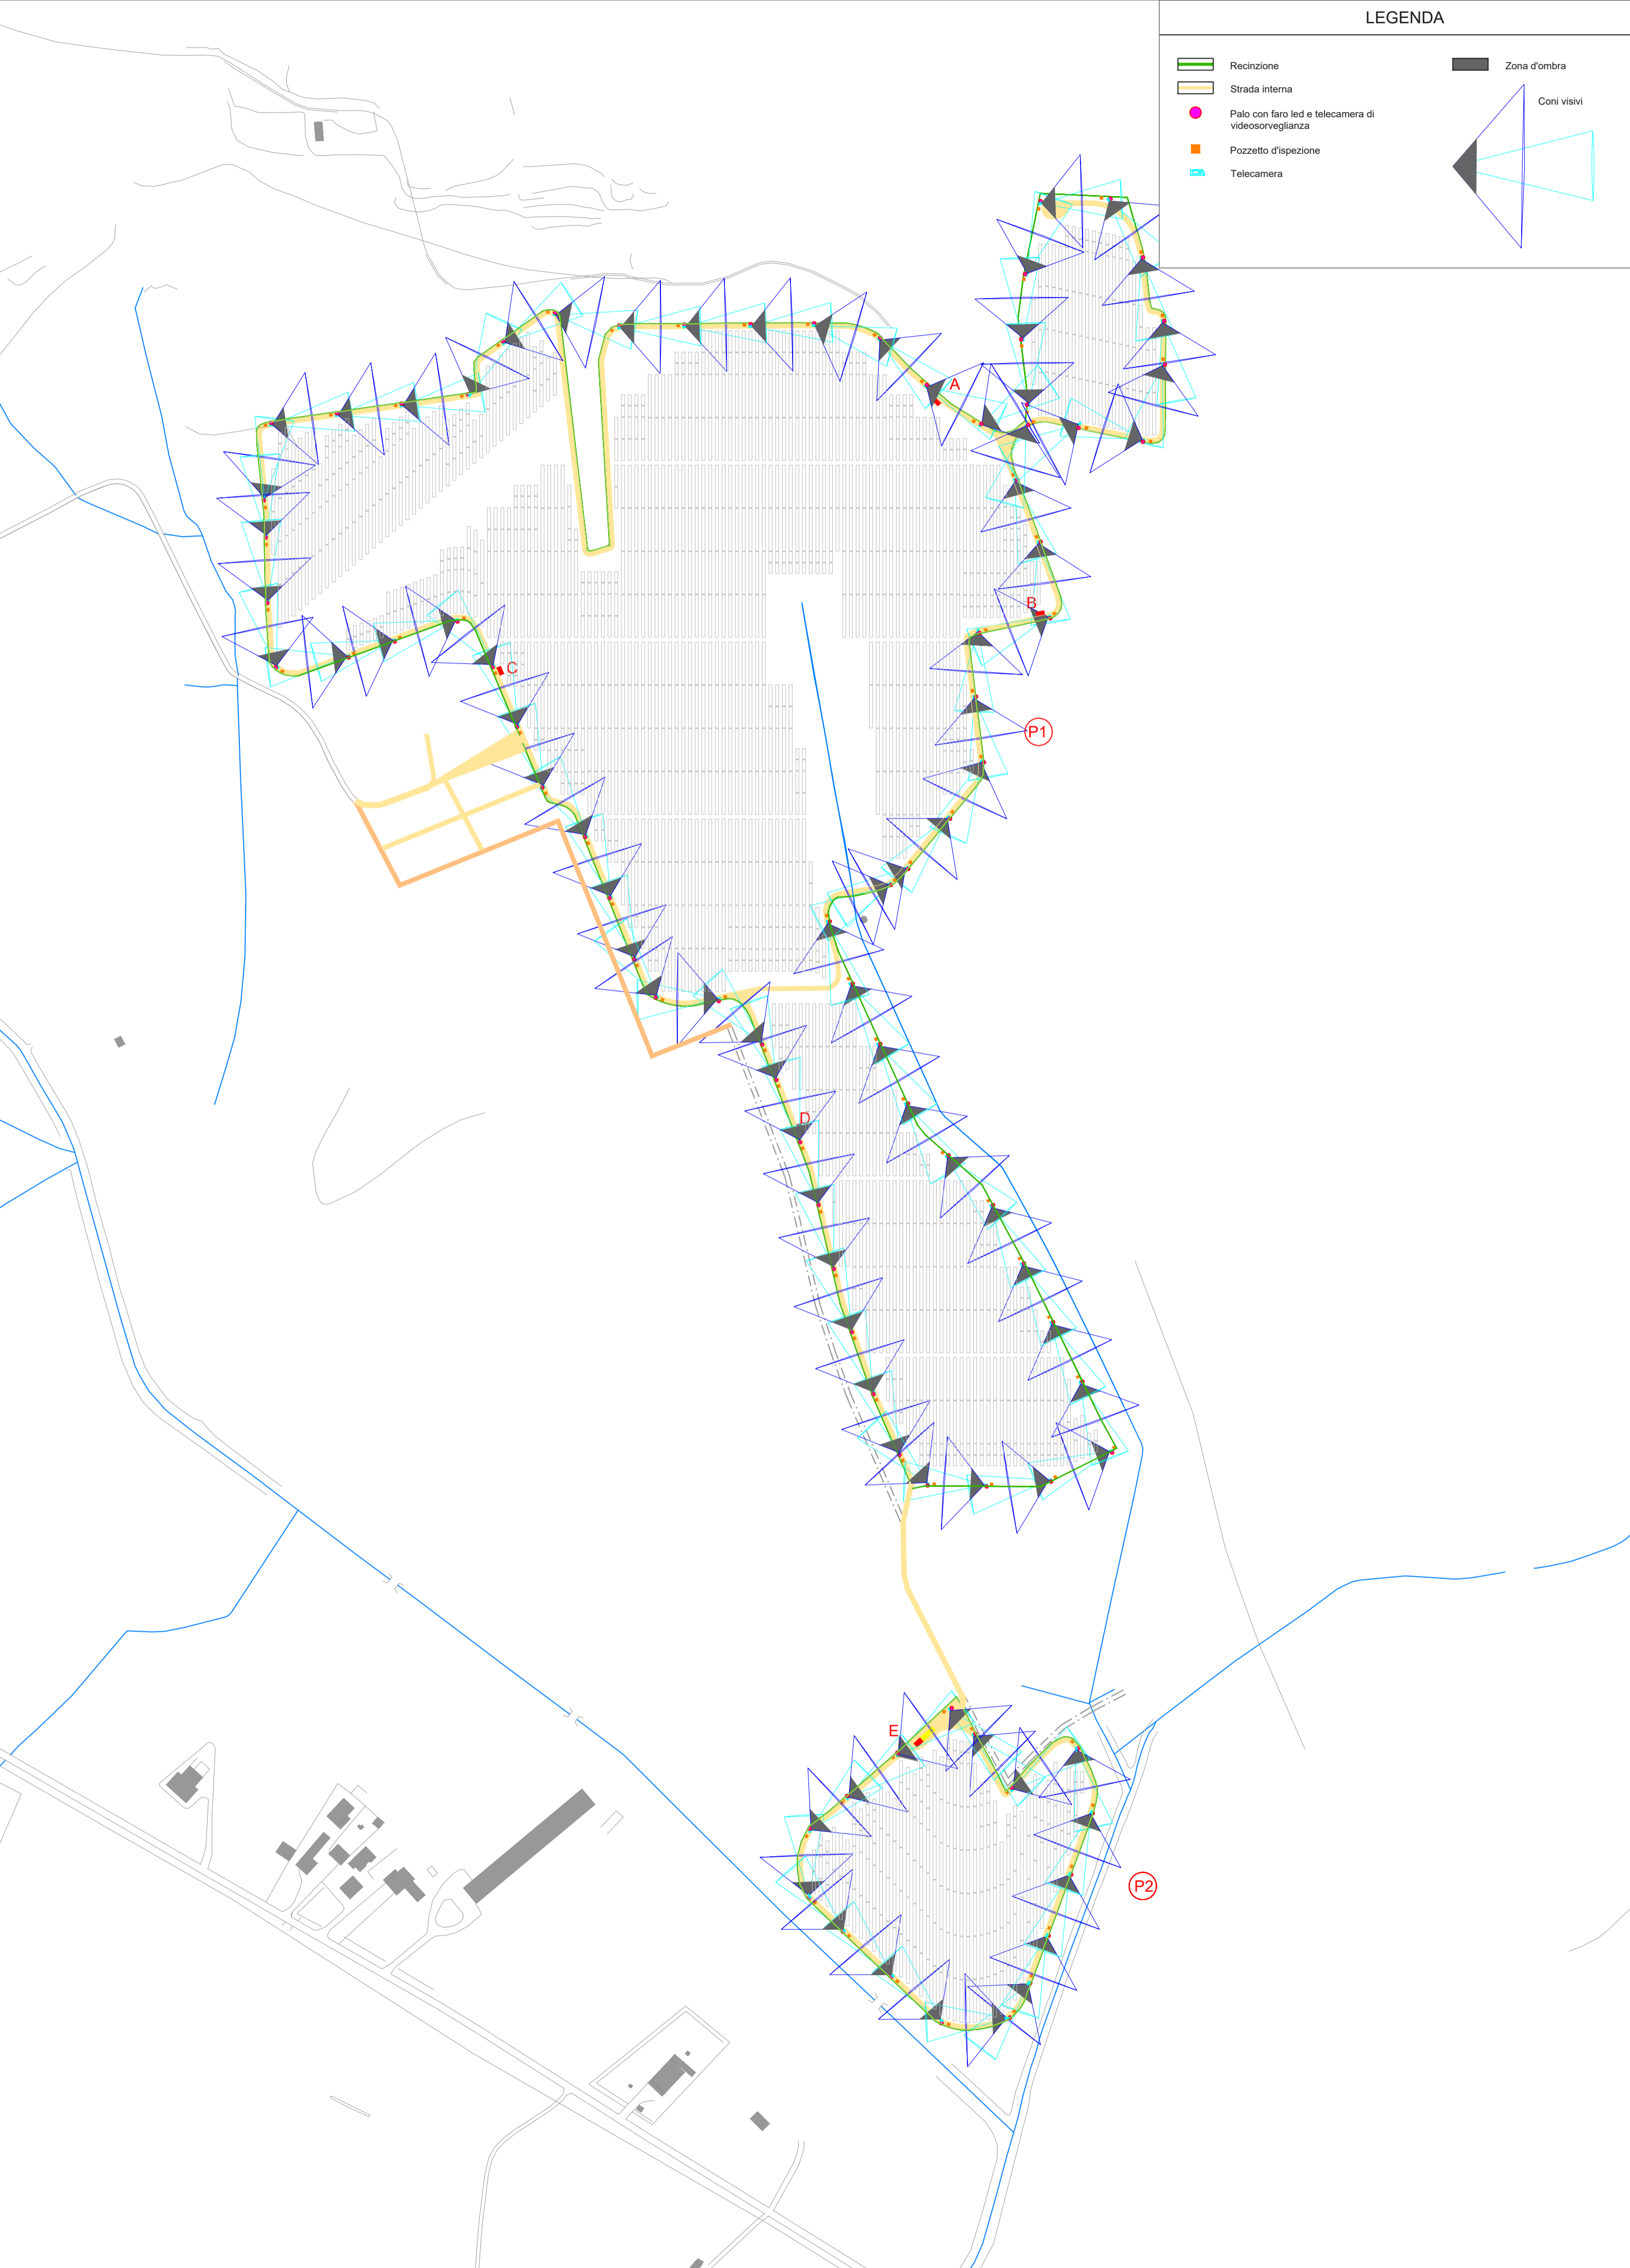 LEGENDA
Recinzione
Zona d'ombra
Strada interna
Coni visivi
Palo con faro led e telecamera di
videosorveglianza
Pozzetto d'ispezione
Telecamera
A
B
C
P1
D
E
P2